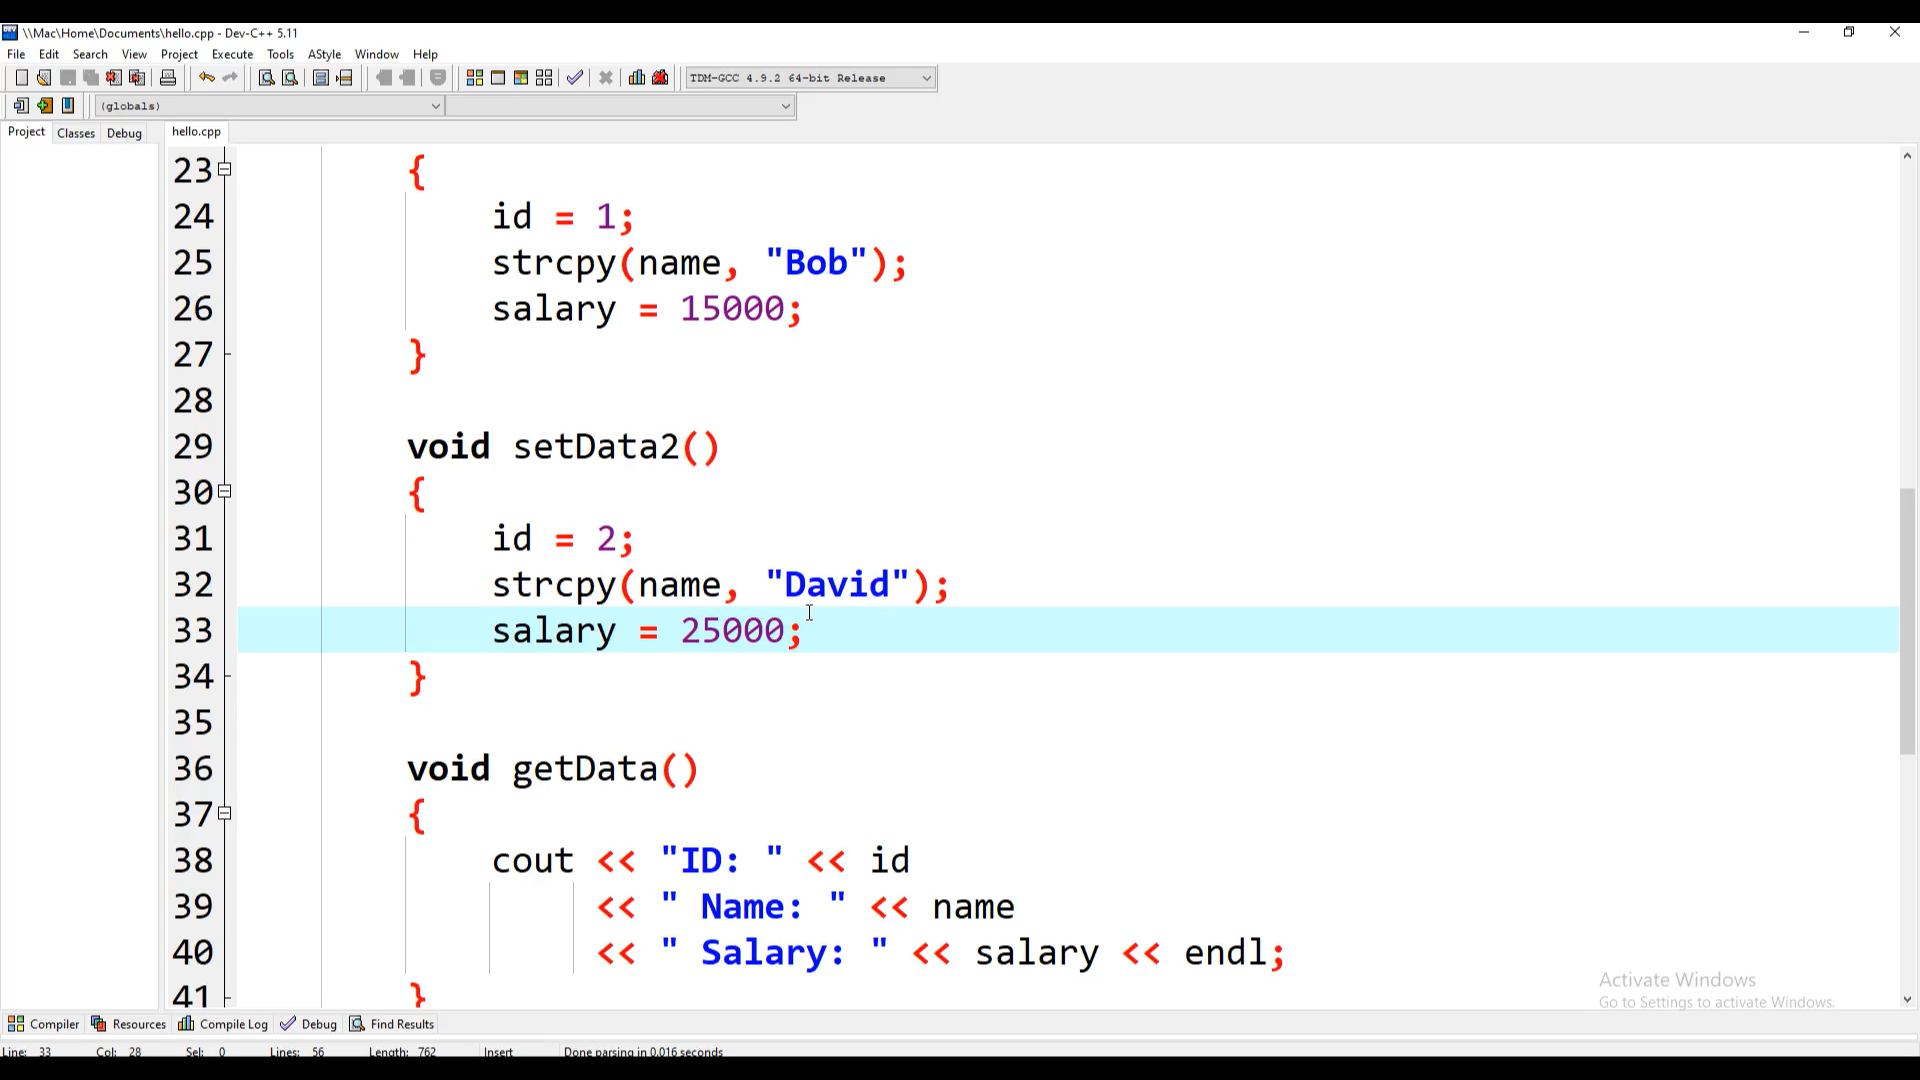 \\Mac\Home\Documents\hello.cpp - Dev-C++ 5.11
File Edit Search View Project Execute Tools AStyle Window Help
TDM-GCC 4.9.2 64-bit Release
(globals)
Project Classes Debug hello.cpp
23 {
24 id = 1;
25 strcpy(name, "Bob");
26 salary = 15000;
27 }
28
29 void setData2()
30 {
31 id = 2;
32 strcpy(name, "David");
33 salary = 25000;
34 }
35
36 void getData()
37 {
38 cout << "ID: " << id
39 << " Name: " << name
40 << " Salary: " << salary << endl;
41 }
Activate Windows
Go to Settings to activate Windows.
Compiler Resources Compile Log Debug Find Results
Line: 33 Col: 28 Sel: 0 Lines: 56 Length: 762 Insert Done parsing in 0.016 seconds